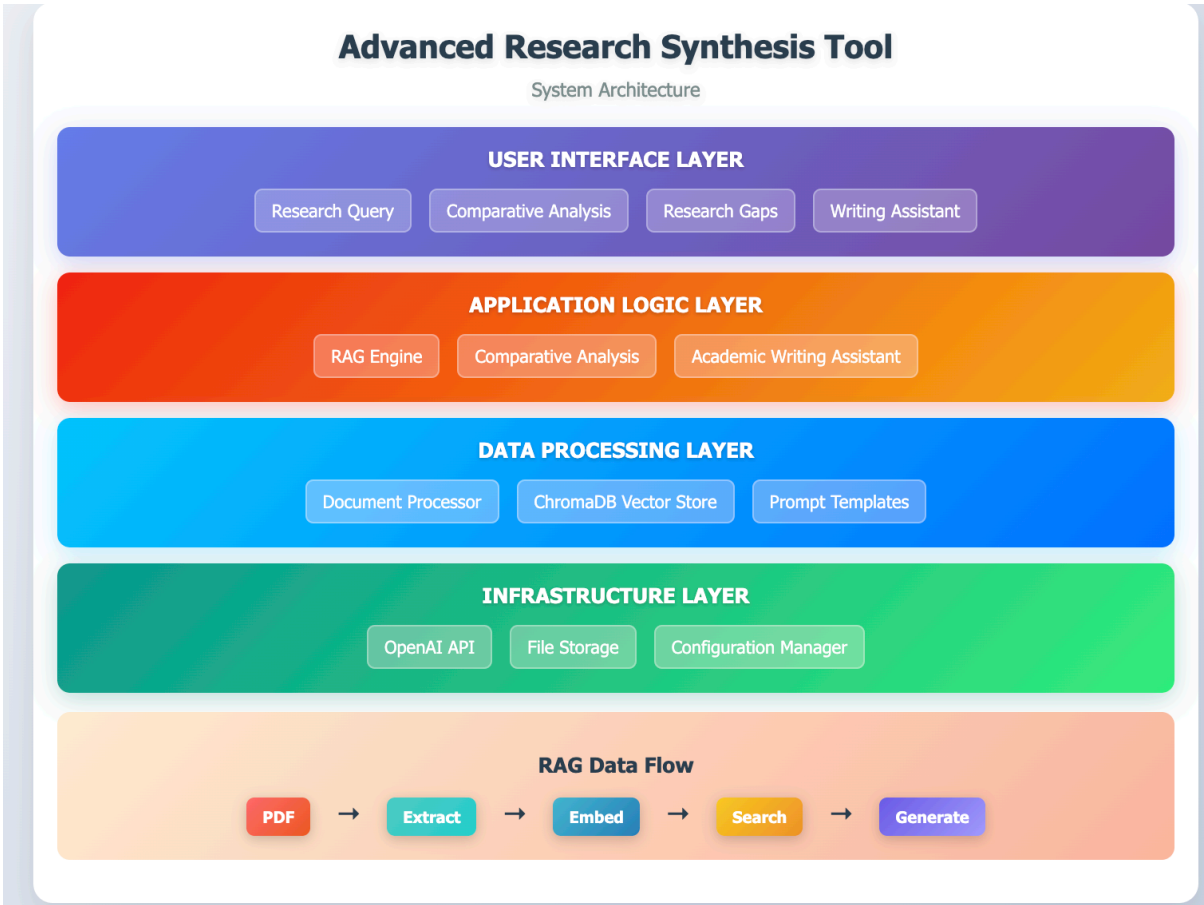 Advanced Research Synthesis Tool
System Architecture
USER INTERFACE LAYER
Research Query Comparative Analysis Research Gaps Writing Assistant
APPLICATION LOGIC LAYER
RAG Engine Comparative Analysis Academic Writing Assistant
DATA PROCESSING LAYER
Document Processor ChromaDB Vector Store Prompt Templates
INFRASTRUCTURE LAYER
OpenAI API File Storage Configuration Manager
RAG Data Flow
PDF → Extract → Embed → Search → Generate